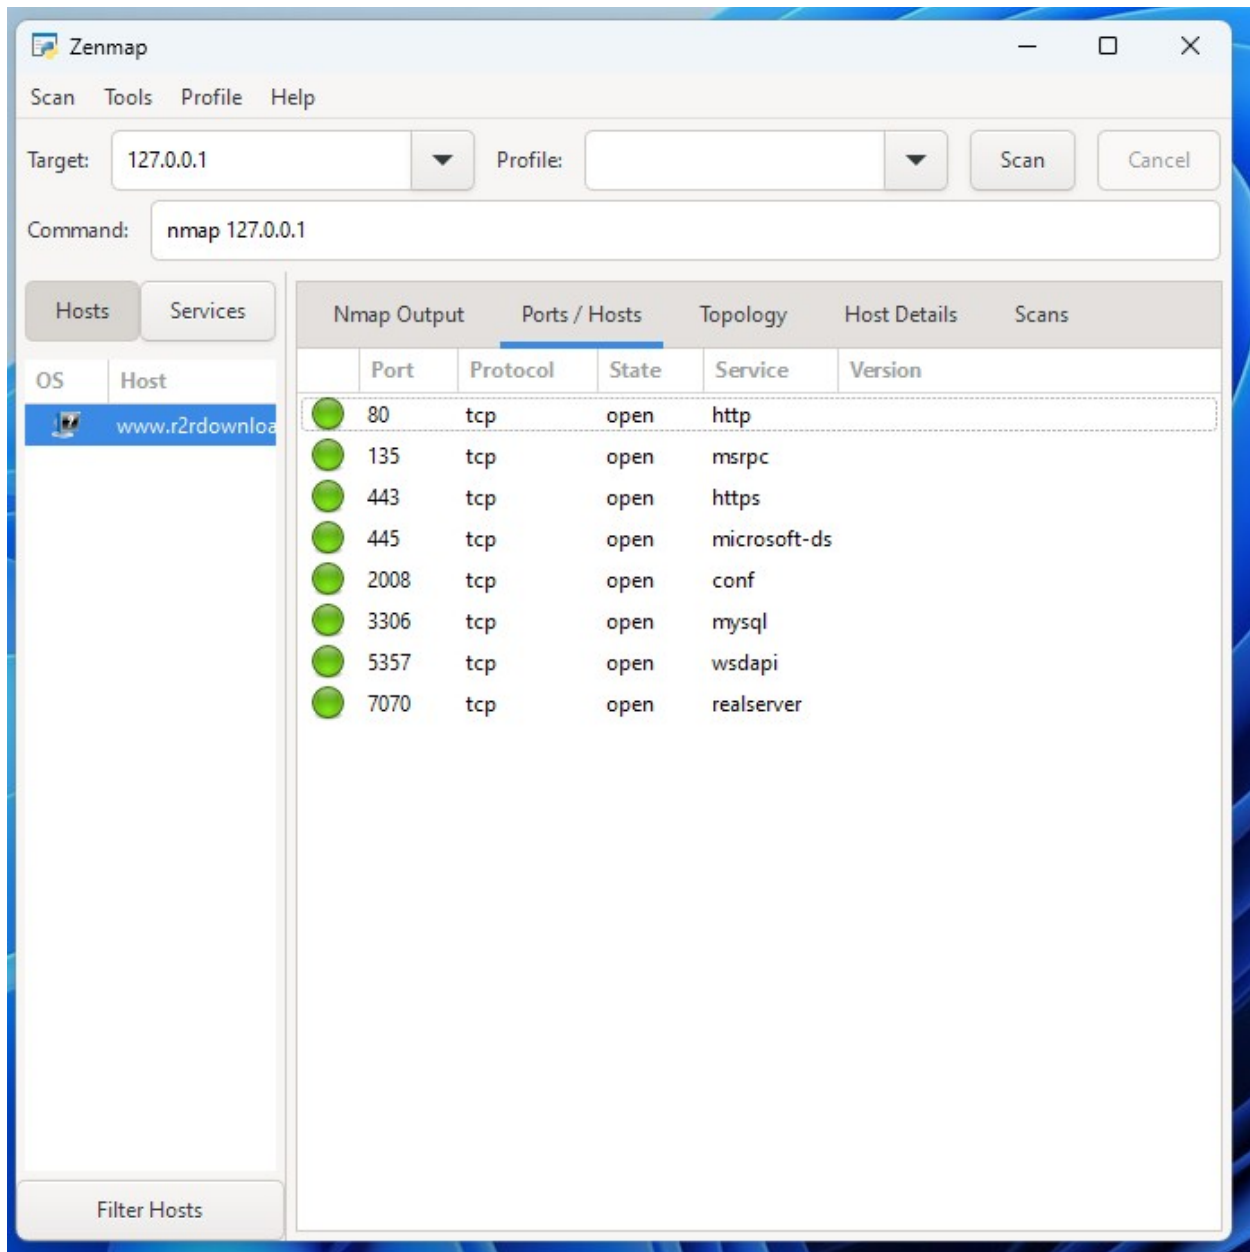 Zenmap
Scan Tools Profile Help
Target: 127.0.0.1 Profile: Scan Cancel
Command: nmap 127.0.0.1
Hosts Services
Nmap Output Ports / Hosts Topology Host Details Scans
OS Host
www.r2rdownloa
Port Protocol State Service Version
80 tcp open http
135 tcp open msrpc
443 tcp open https
445 tcp open microsoft-ds
2008 tcp open conf
3306 tcp open mysql
5357 tcp open wsdapi
7070 tcp open realserver
Filter Hosts